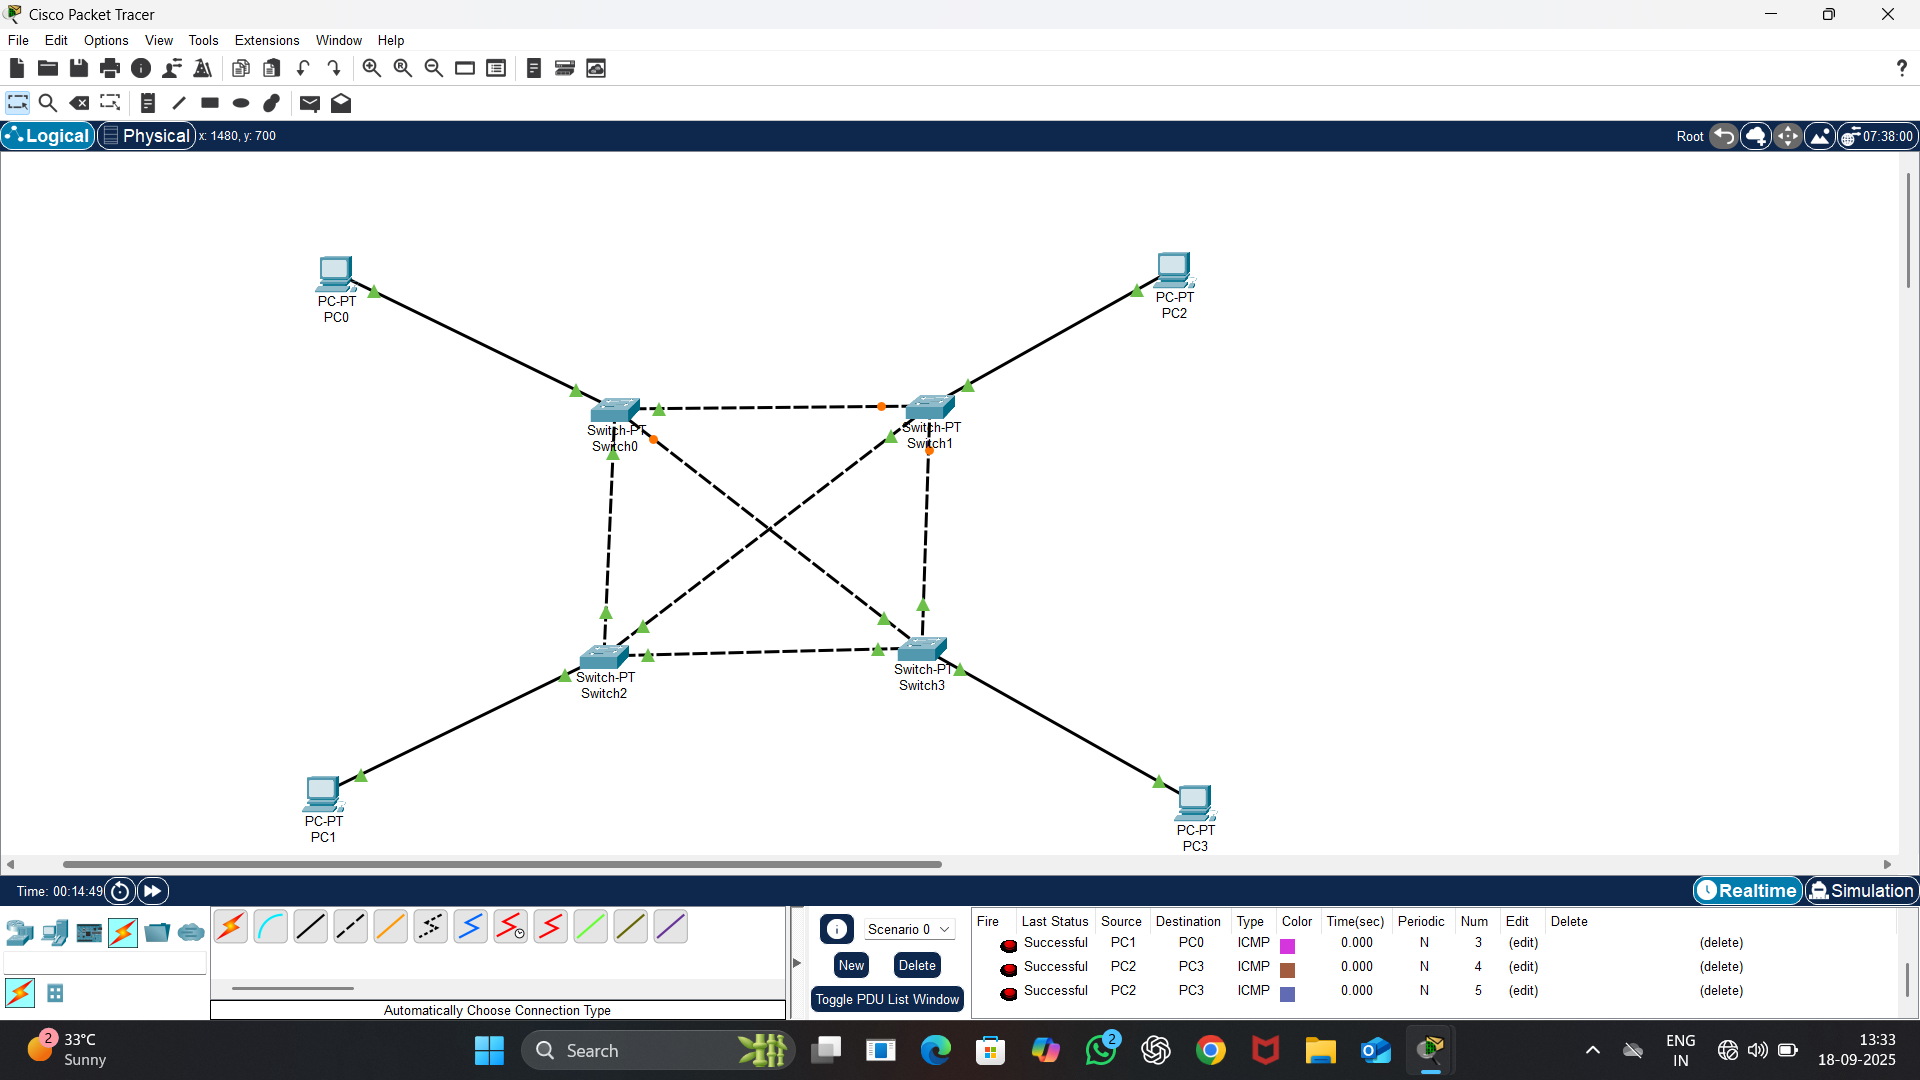 Cisco Packet Tracer
File Edit Options View Tools Extensions Window Help
?
Logical Physical x: 1480, y: 700 Root 07:38:00
PC-PT
PC0
PC-PT
PC2
Switch-PT
Switch0
Switch-PT
Switch1
Switch-PT
Switch2
Switch-PT
Switch3
PC-PT
PC1
PC-PT
PC3
Time: 00:14:49 Realtime Simulation
Automatically Choose Connection Type
Scenario 0
New Delete
Toggle PDU List Window
Fire Last Status Source Destination Type Color Time(sec) Periodic Num Edit Delete
Successful PC1 PC0 ICMP 0.000 N 3 (edit) (delete)
Successful PC2 PC3 ICMP 0.000 N 4 (edit) (delete)
Successful PC2 PC3 ICMP 0.000 N 5 (edit) (delete)
2
33°C
Sunny
Search
2
ENG
IN
13:33
18-09-2025